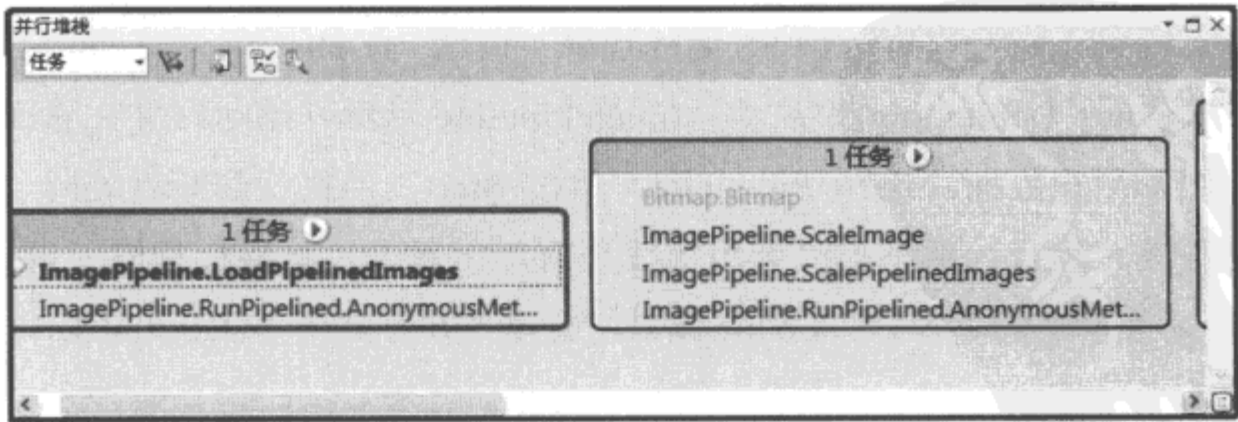 并行堆栈
任务
1 任务
ImagePipeline.LoadPipelinedImages
ImagePipeline.RunPipelined.AnonymousMet...
1 任务
Bitmap.Bitmap
ImagePipeline.ScaleImage
ImagePipeline.ScalePipelinedImages
ImagePipeline.RunPipelined.AnonymousMet...